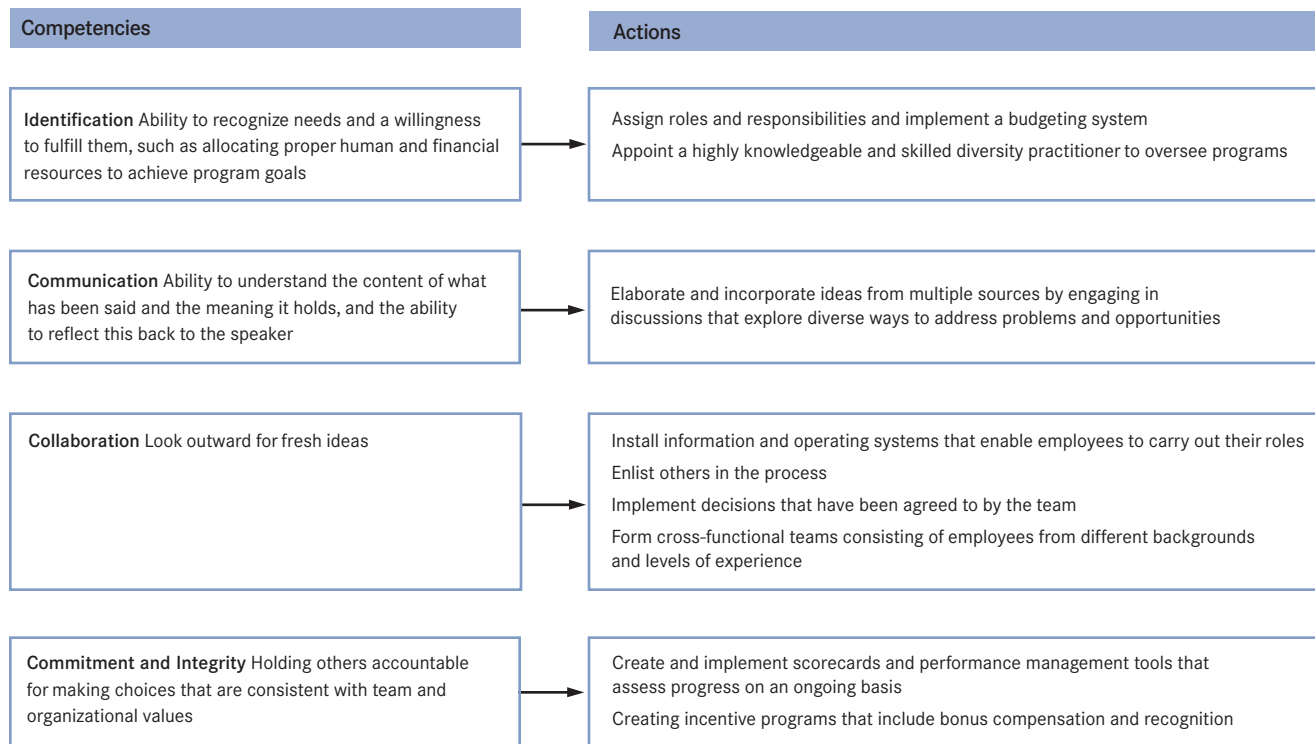 Competencies
Actions
Identification Ability to recognize needs and a willingness
to fulfill them, such as allocating proper human and financial
resources to achieve program goals
Assign roles and responsibilities and implement a budgeting system
Appoint a highly knowledgeable and skilled diversity practitioner to oversee programs
Communication Ability to understand the content of what
has been said and the meaning it holds, and the ability
to reflect this back to the speaker
Elaborate and incorporate ideas from multiple sources by engaging in
discussions that explore diverse ways to address problems and opportunities
Collaboration Look outward for fresh ideas
Install information and operating systems that enable employees to carry out their roles
Enlist others in the process
Implement decisions that have been agreed to by the team
Form cross-functional teams consisting of employees from different backgrounds
and levels of experience
Commitment and Integrity Holding others accountable
for making choices that are consistent with team and
organizational values
Create and implement scorecards and performance management tools that
assess progress on an ongoing basis
Creating incentive programs that include bonus compensation and recognition